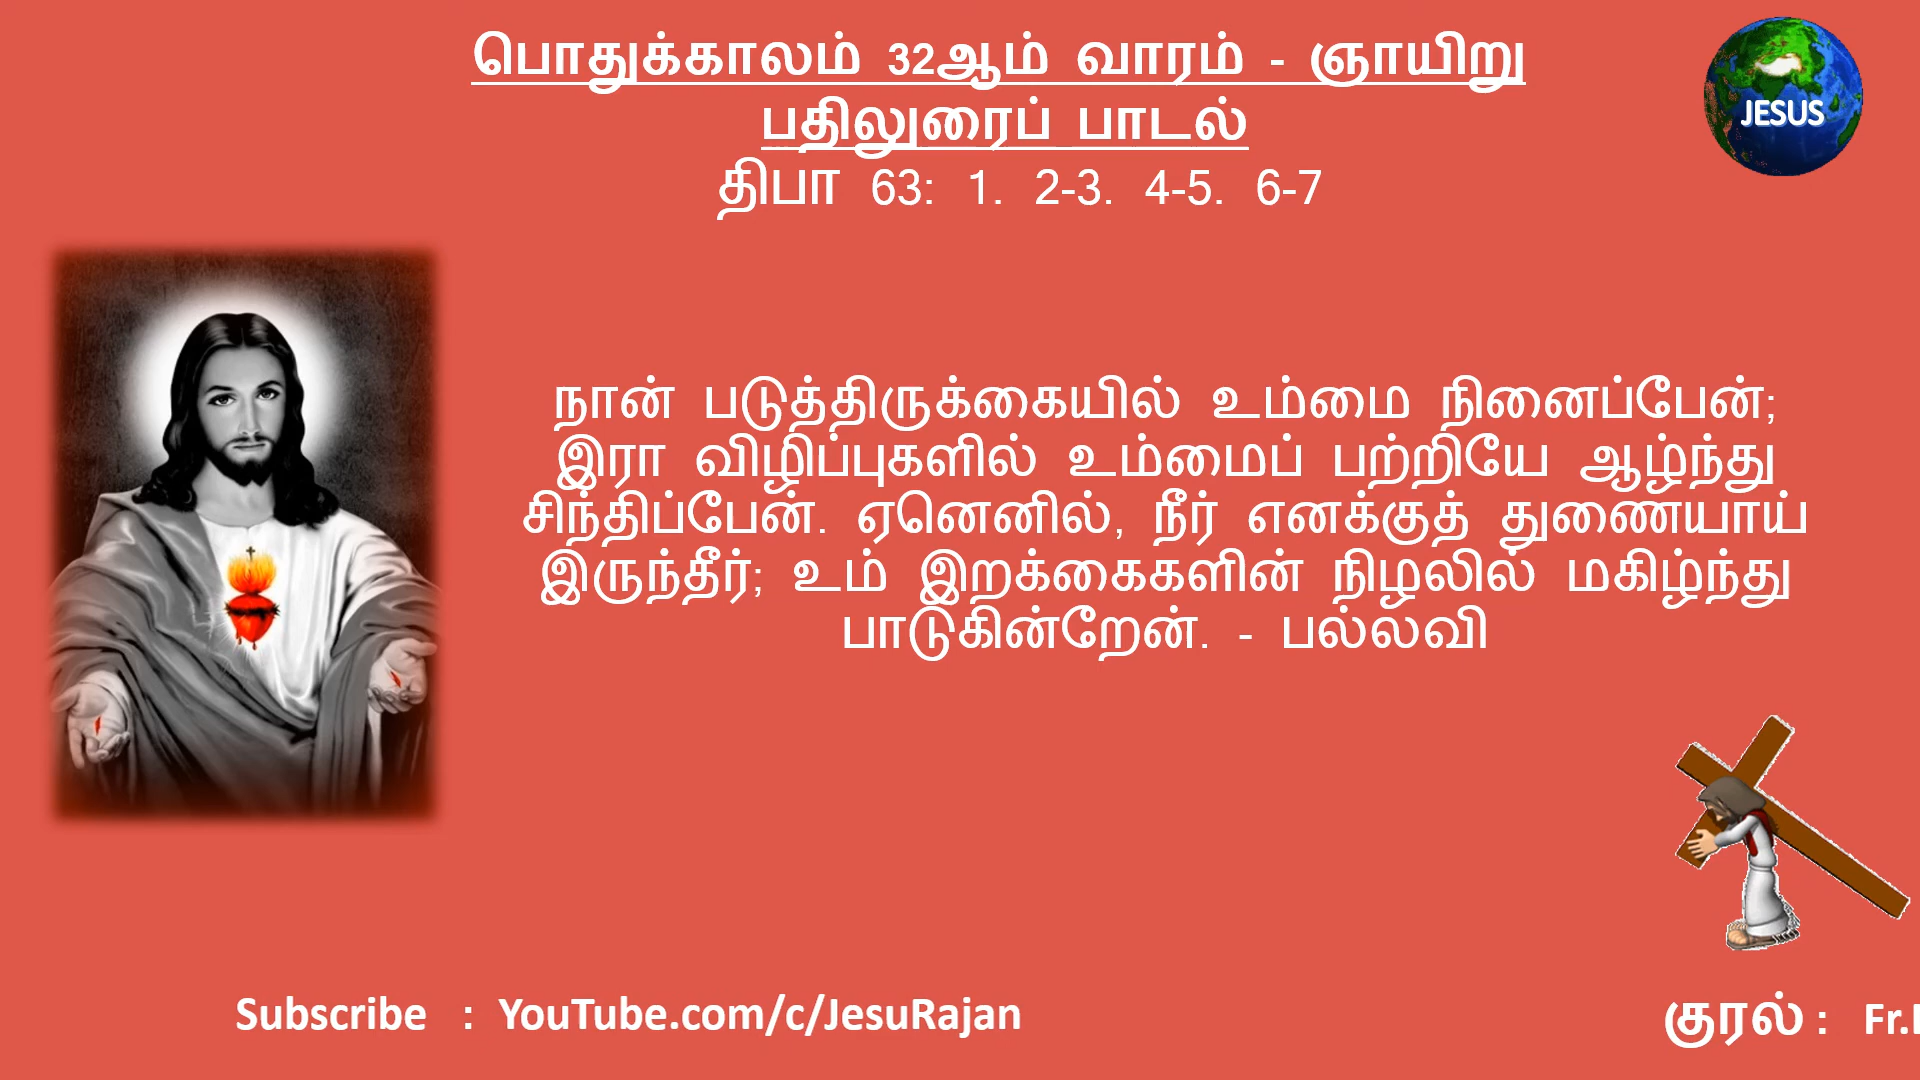 பொதுக்காலம் 32ஆம் வாரம் - ஞாயிறு
பதிலுரைப் பாடல்
திபா 63: 1. 2-3. 4-5. 6-7
JESUS
நான் படுத்திருக்கையில் உம்மை நினைப்பேன்;
இரா விழிப்புகளில் உம்மைப் பற்றியே ஆழ்ந்து
சிந்திப்பேன். ஏனெனில், நீர் எனக்குத் துணையாய்
இருந்தீர்; உம் இறக்கைகளின் நிழலில் மகிழ்ந்து
பாடுகின்றேன். - பல்லவி
Subscribe : YouTube.com/c/JesuRajan
குரல் : Fr.